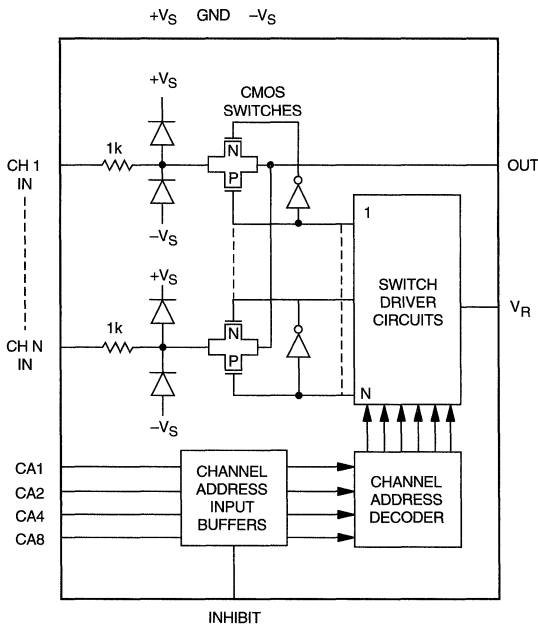 +VS GND −VS
+VS
CMOS
SWITCHES
1k
N
CH 1
IN
OUT
P
−VS
1
+VS
SWITCH
DRIVER
CIRCUITS
VR
1k
N
CH N
IN
P
N
−VS
CA1
CA2
CA4
CA8
CHANNEL
ADDRESS
INPUT
BUFFERS
CHANNEL
ADDRESS
DECODER
INHIBIT